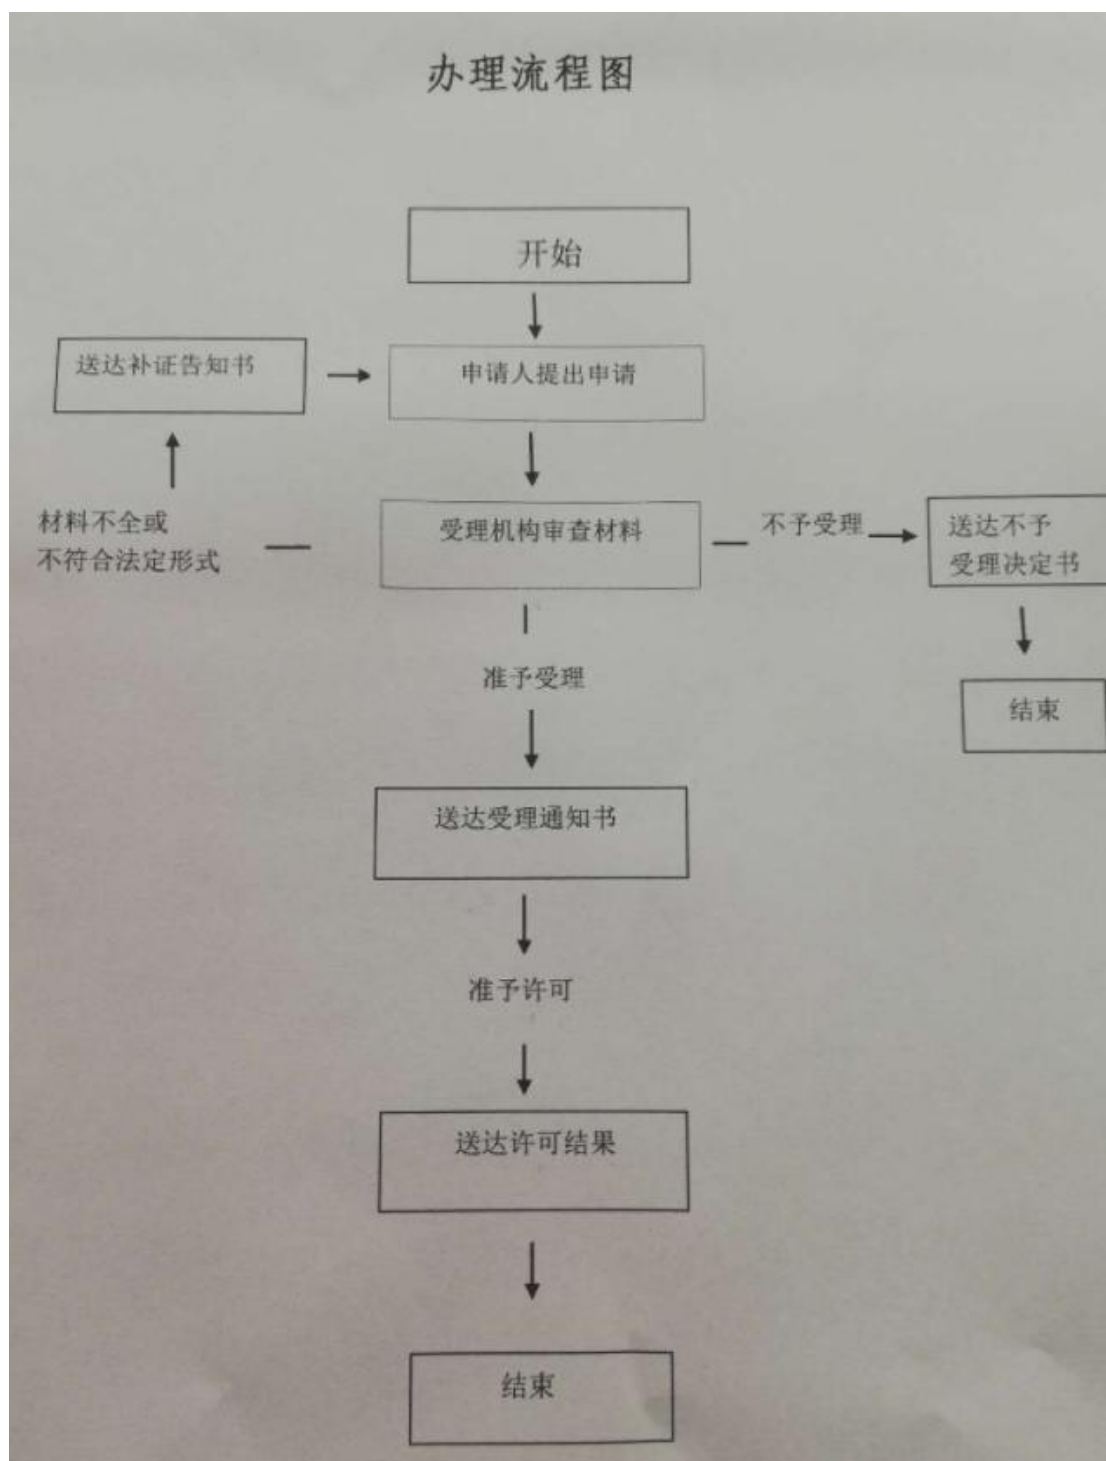 办理流程图
开始
送达补证告知书
申请人提出申请
材料不全或
不符合法定形式
受理机构审查材料
不予受理
送达不予
受理决定书
准予受理
结束
送达受理通知书
准予许可
送达许可结果
结束